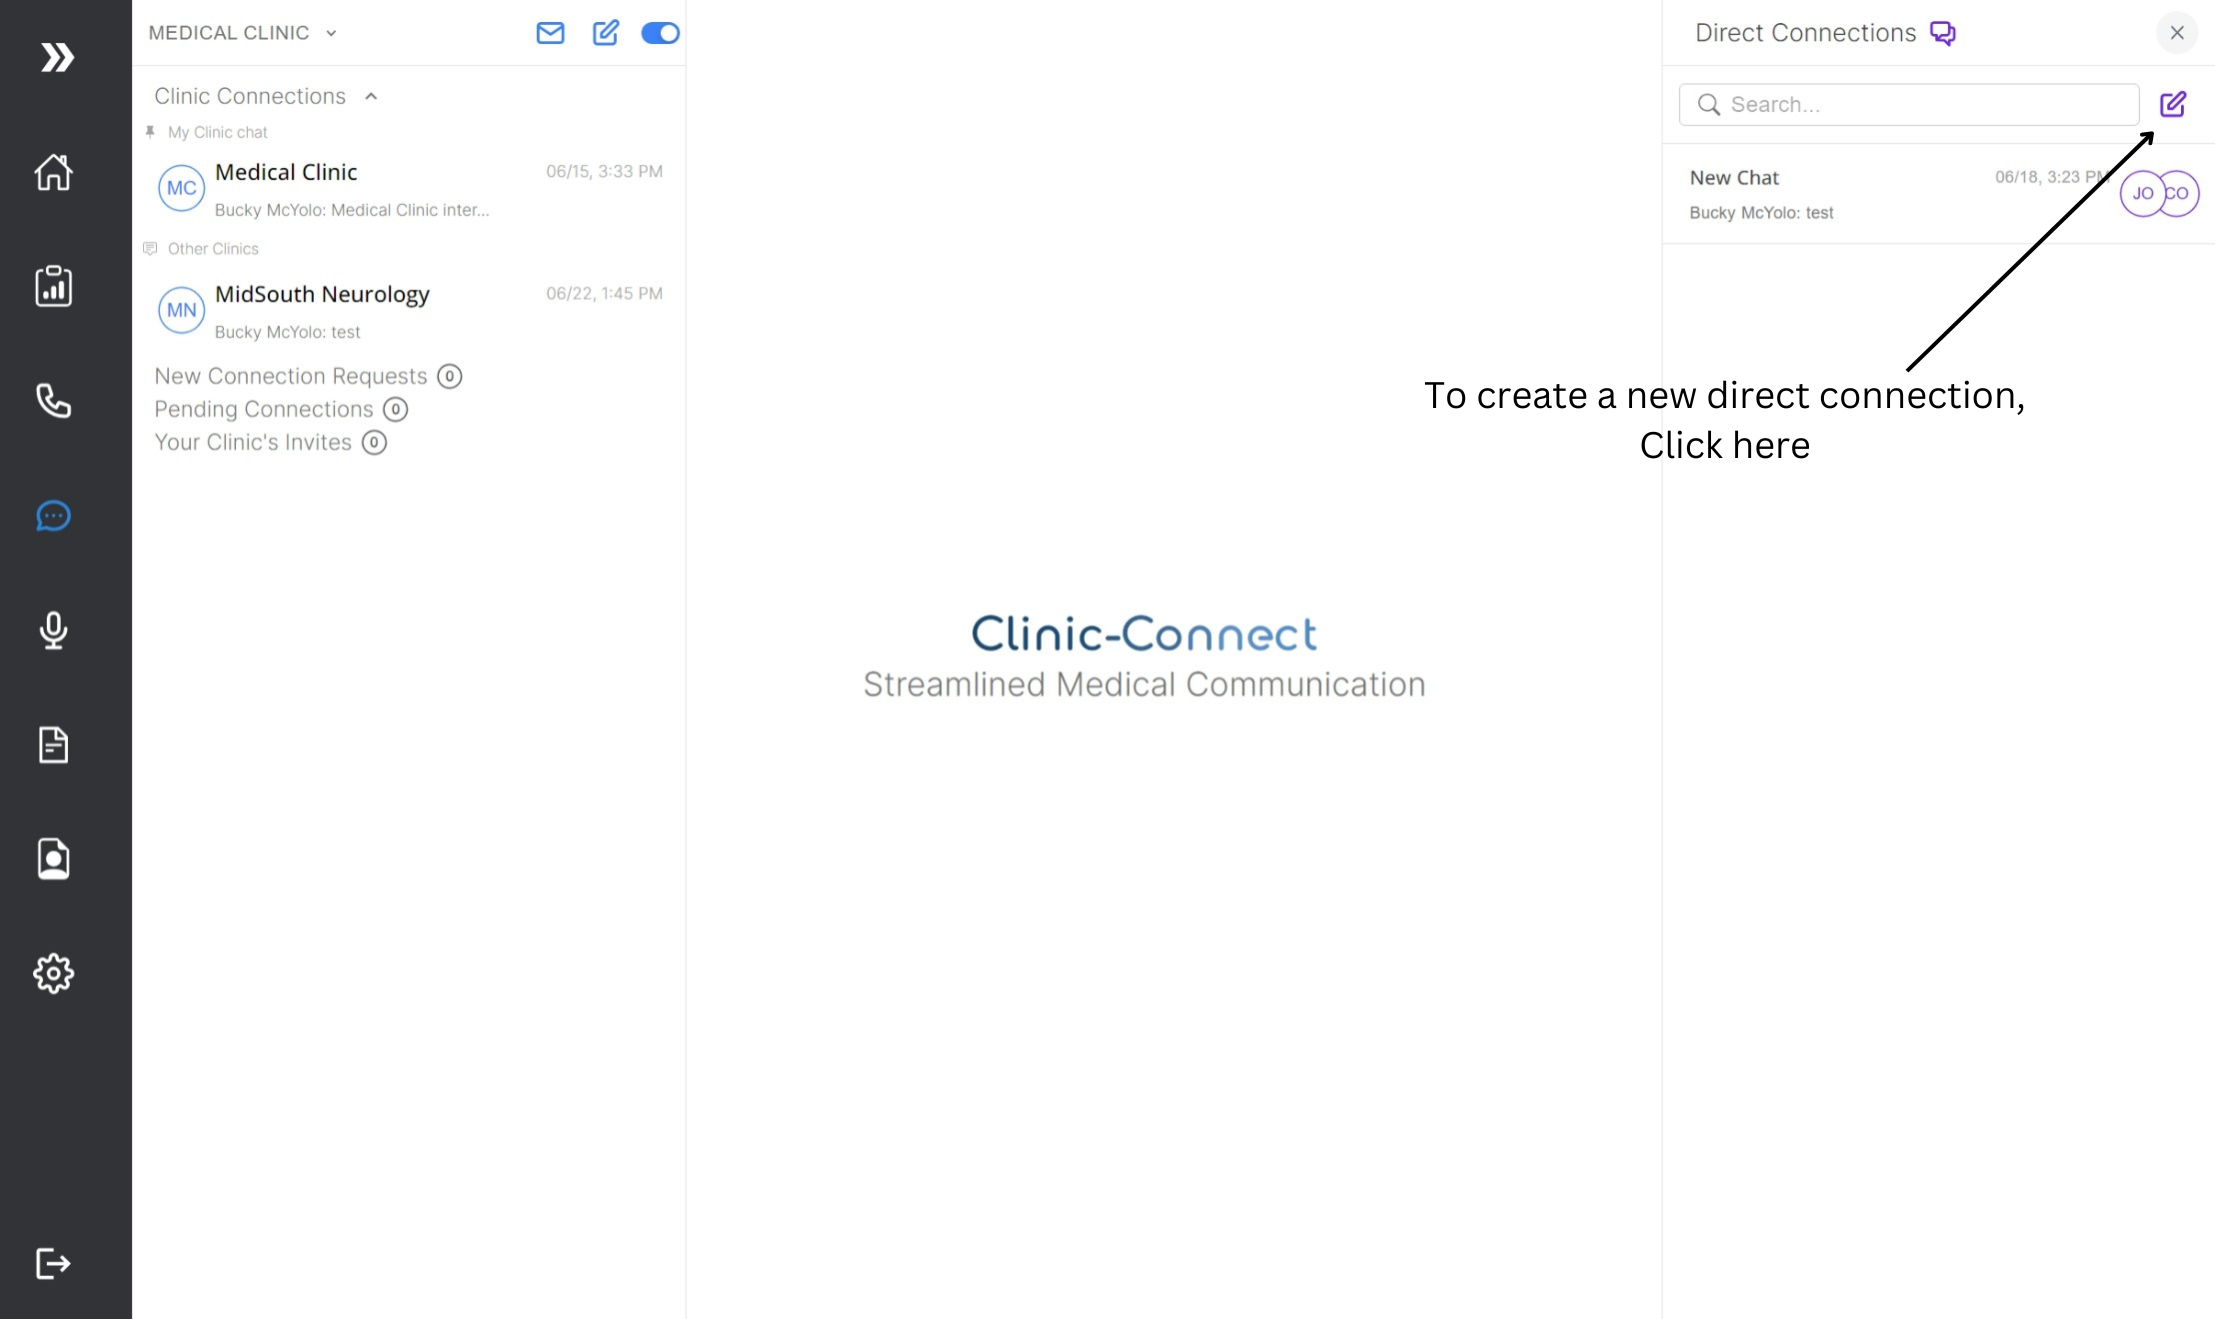 MEDICAL CLINIC
Clinic Connections
My Clinic chat
MC
Medical Clinic
06/15, 3:33 PM
Bucky McYolo: Medical Clinic inter...
Other Clinics
MN
MidSouth Neurology
06/22, 1:45 PM
Bucky McYolo: test
New Connection Requests 0
Pending Connections 0
Your Clinic's Invites 0
Clinic-Connect
Streamlined Medical Communication
Direct Connections
Search...
New Chat
06/18, 3:23 PM
JO
CO
Bucky McYolo: test
To create a new direct connection,
Click here